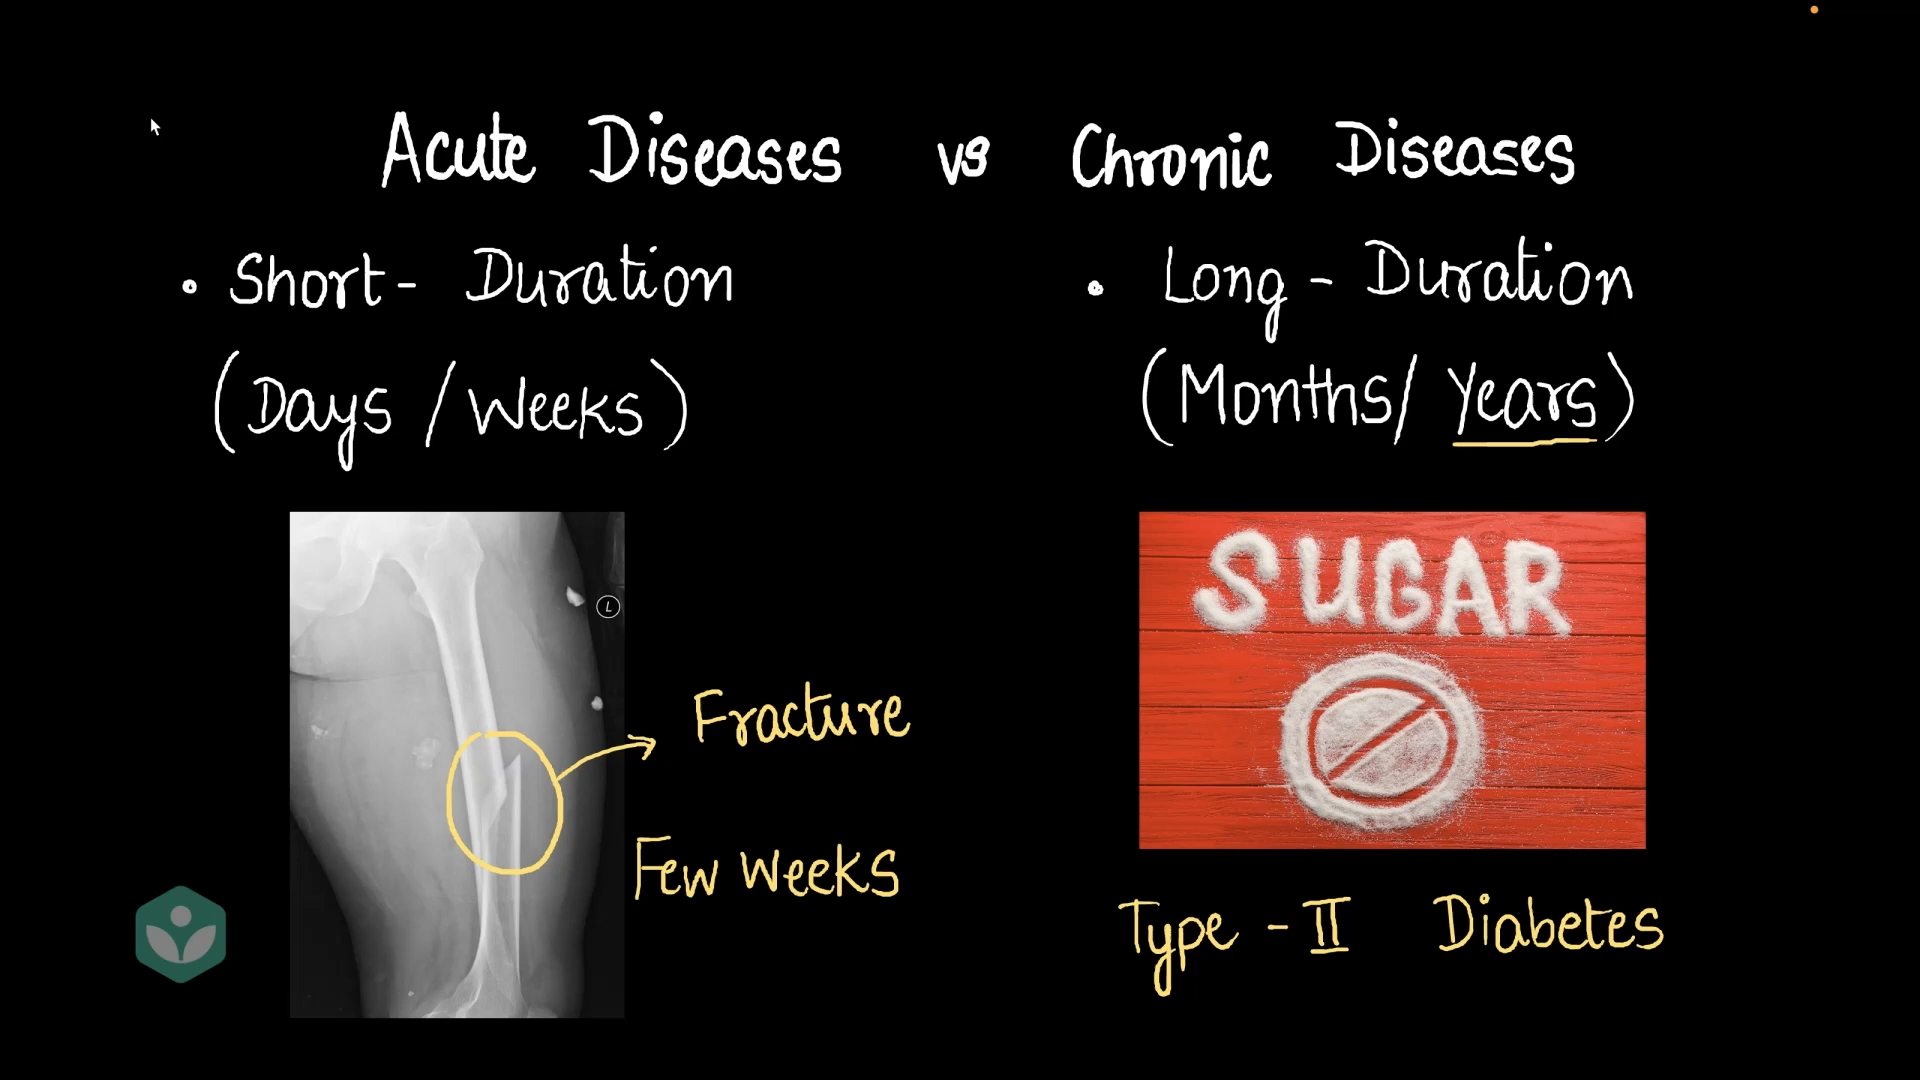 Acute Diseases vs Chronic Diseases
• Short - Duration
(Days / Weeks)
• Long - Duration
(Months / Years)
L
Fracture
Few Weeks
SUGAR
Type - II Diabetes